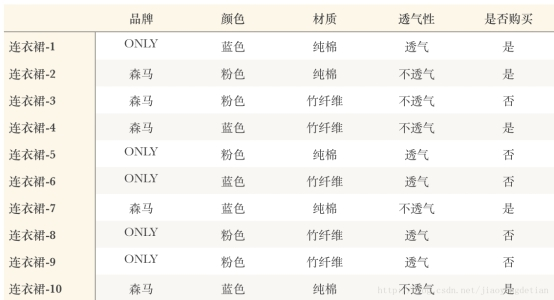 品牌 颜色 材质 透气性 是否购买
连衣裙-1 ONLY 蓝色 纯棉 透气 是
连衣裙-2 森马 粉色 纯棉 不透气 是
连衣裙-3 森马 粉色 竹纤维 不透气 否
连衣裙-4 森马 蓝色 竹纤维 不透气 是
连衣裙-5 ONLY 粉色 纯棉 透气 否
连衣裙-6 ONLY 蓝色 竹纤维 透气 否
连衣裙-7 森马 蓝色 纯棉 不透气 是
连衣裙-8 ONLY 粉色 竹纤维 透气 否
连衣裙-9 ONLY 粉色 竹纤维 透气 否
连衣裙-10 森马 蓝色 纯棉 不透气 是